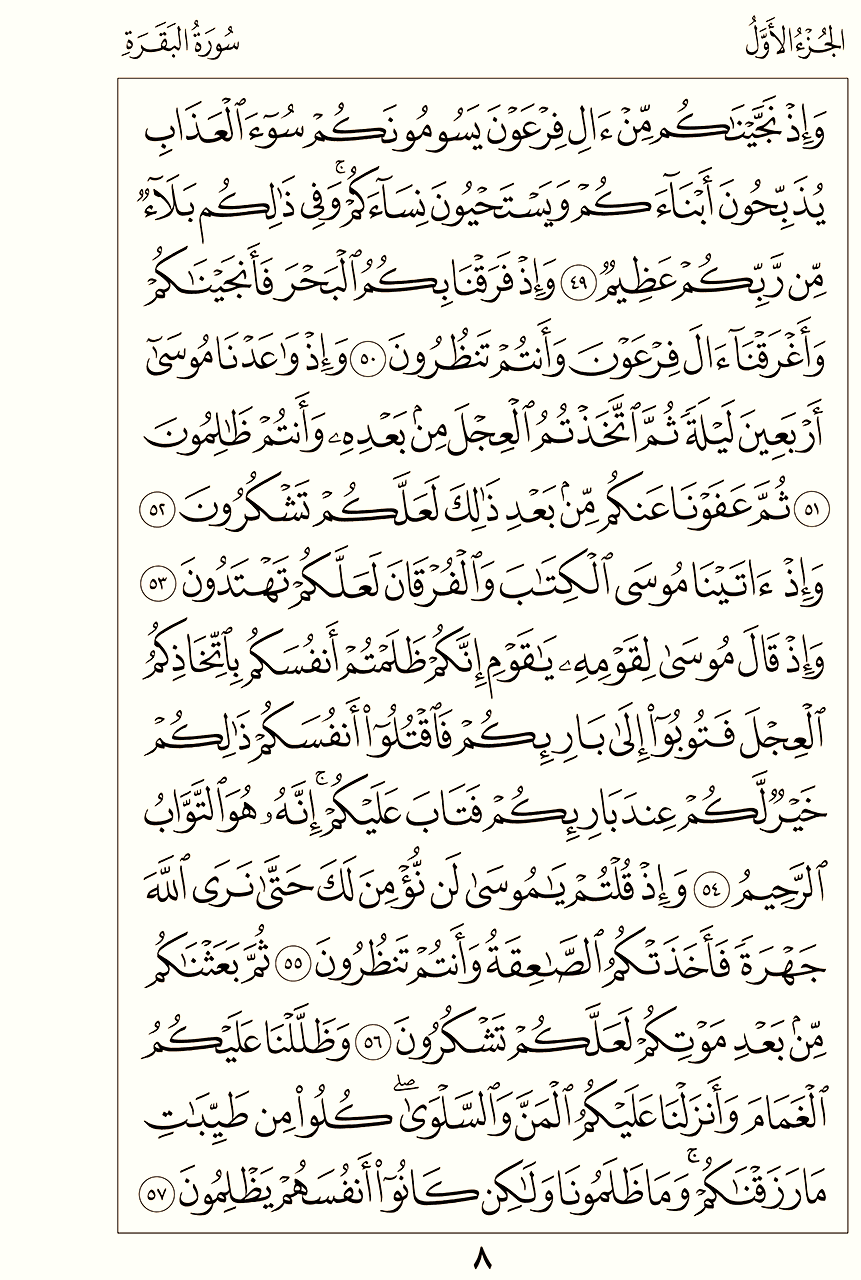 الجُزْءُ الأَوَّلُ
سُورَةُ البَقَرَةِ
وَإِذْ نَجَّيْنَٰكُم مِّنْ ءَالِ فِرْعَوْنَ يَسُومُونَكُمْ سُوٓءَ ٱلْعَذَابِ
يُذَبِّحُونَ أَبْنَآءَكُمْ وَيَسْتَحْيُونَ نِسَآءَكُمْ ۚ وَفِى ذَٰلِكُم بَلَآءٌ
مِّن رَّبِّكُمْ عَظِيمٌ ﴿٤٩﴾ وَإِذْ فَرَقْنَا بِكُمُ ٱلْبَحْرَ فَأَنجَيْنَٰكُمْ
وَأَغْرَقْنَآ ءَالَ فِرْعَوْنَ وَأَنتُمْ تَنظُرُونَ ﴿٥٠﴾ وَإِذْ وَٰعَدْنَا مُوسَىٰٓ
أَرْبَعِينَ لَيْلَةً ثُمَّ ٱتَّخَذْتُمُ ٱلْعِجْلَ مِنۢ بَعْدِهِۦ وَأَنتُمْ ظَٰلِمُونَ
﴿٥١﴾ ثُمَّ عَفَوْنَا عَنكُم مِّنۢ بَعْدِ ذَٰلِكَ لَعَلَّكُمْ تَشْكُرُونَ ﴿٥٢﴾
وَإِذْ ءَاتَيْنَا مُوسَى ٱلْكِتَٰبَ وَٱلْفُرْقَانَ لَعَلَّكُمْ تَهْتَدُونَ ﴿٥٣﴾
وَإِذْ قَالَ مُوسَىٰ لِقَوْمِهِۦ يَٰقَوْمِ إِنَّكُمْ ظَلَمْتُمْ أَنفُسَكُم بِٱتِّخَاذِكُمُ
ٱلْعِجْلَ فَتُوبُوٓا۟ إِلَىٰ بَارِئِكُمْ فَٱقْتُلُوٓا۟ أَنفُسَكُمْ ذَٰلِكُمْ
خَيْرٌ لَّكُمْ عِندَ بَارِئِكُمْ فَتَابَ عَلَيْكُمْ ۚ إِنَّهُۥ هُوَ ٱلتَّوَّابُ
ٱلرَّحِيمُ ﴿٥٤﴾ وَإِذْ قُلْتُمْ يَٰمُوسَىٰ لَن نُّؤْمِنَ لَكَ حَتَّىٰ نَرَى ٱللَّهَ
جَهْرَةً فَأَخَذَتْكُمُ ٱلصَّٰعِقَةُ وَأَنتُمْ تَنظُرُونَ ﴿٥٥﴾ ثُمَّ بَعَثْنَٰكُم
مِّنۢ بَعْدِ مَوْتِكُمْ لَعَلَّكُمْ تَشْكُرُونَ ﴿٥٦﴾ وَظَلَّلْنَا عَلَيْكُمُ
ٱلْغَمَامَ وَأَنزَلْنَا عَلَيْكُمُ ٱلْمَنَّ وَٱلسَّلْوَىٰ ۖ كُلُوا۟ مِن طَيِّبَٰتِ
مَا رَزَقْنَٰكُمْ ۚ وَمَا ظَلَمُونَا وَلَٰكِن كَانُوٓا۟ أَنفُسَهُمْ يَظْلِمُونَ ﴿٥٧﴾
٨